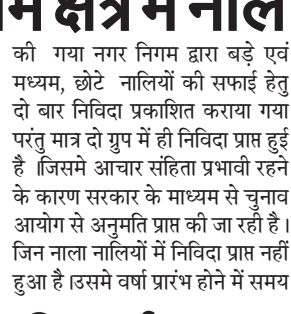 म क्षेत्र में नाल
की गया नगर निगम द्वारा बड़े एवं
मध्यम, छोटे नालियों की सफाई हेतु
दो बार निविदा प्रकाशित कराया गया
परंतु मात्र दो ग्रुप में ही निविदा प्राप्त हुई
है ।जिसमे आचार संहिता प्रभावी रहने
के कारण सरकार के माध्यम से चुनाव
आयोग से अनुमति प्राप्त की जा रही है।
जिन नाला नालियों में निविदा प्राप्त नहीं
हुआ है ।उसमे वर्षा प्रारंभ होने में समय